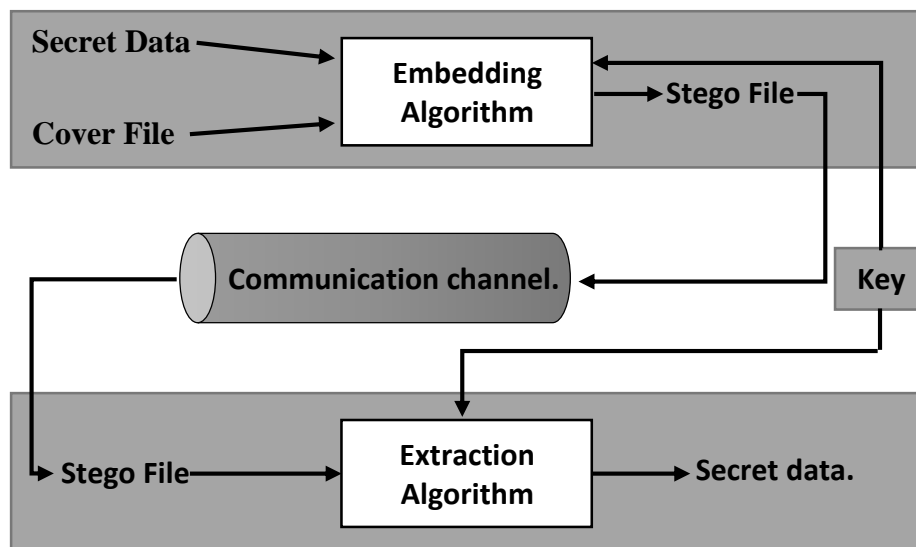 Secret Data
Embedding
Algorithm
Stego File
Cover File
Communication channel.
Key
Stego File
Extraction
Algorithm
Secret data.